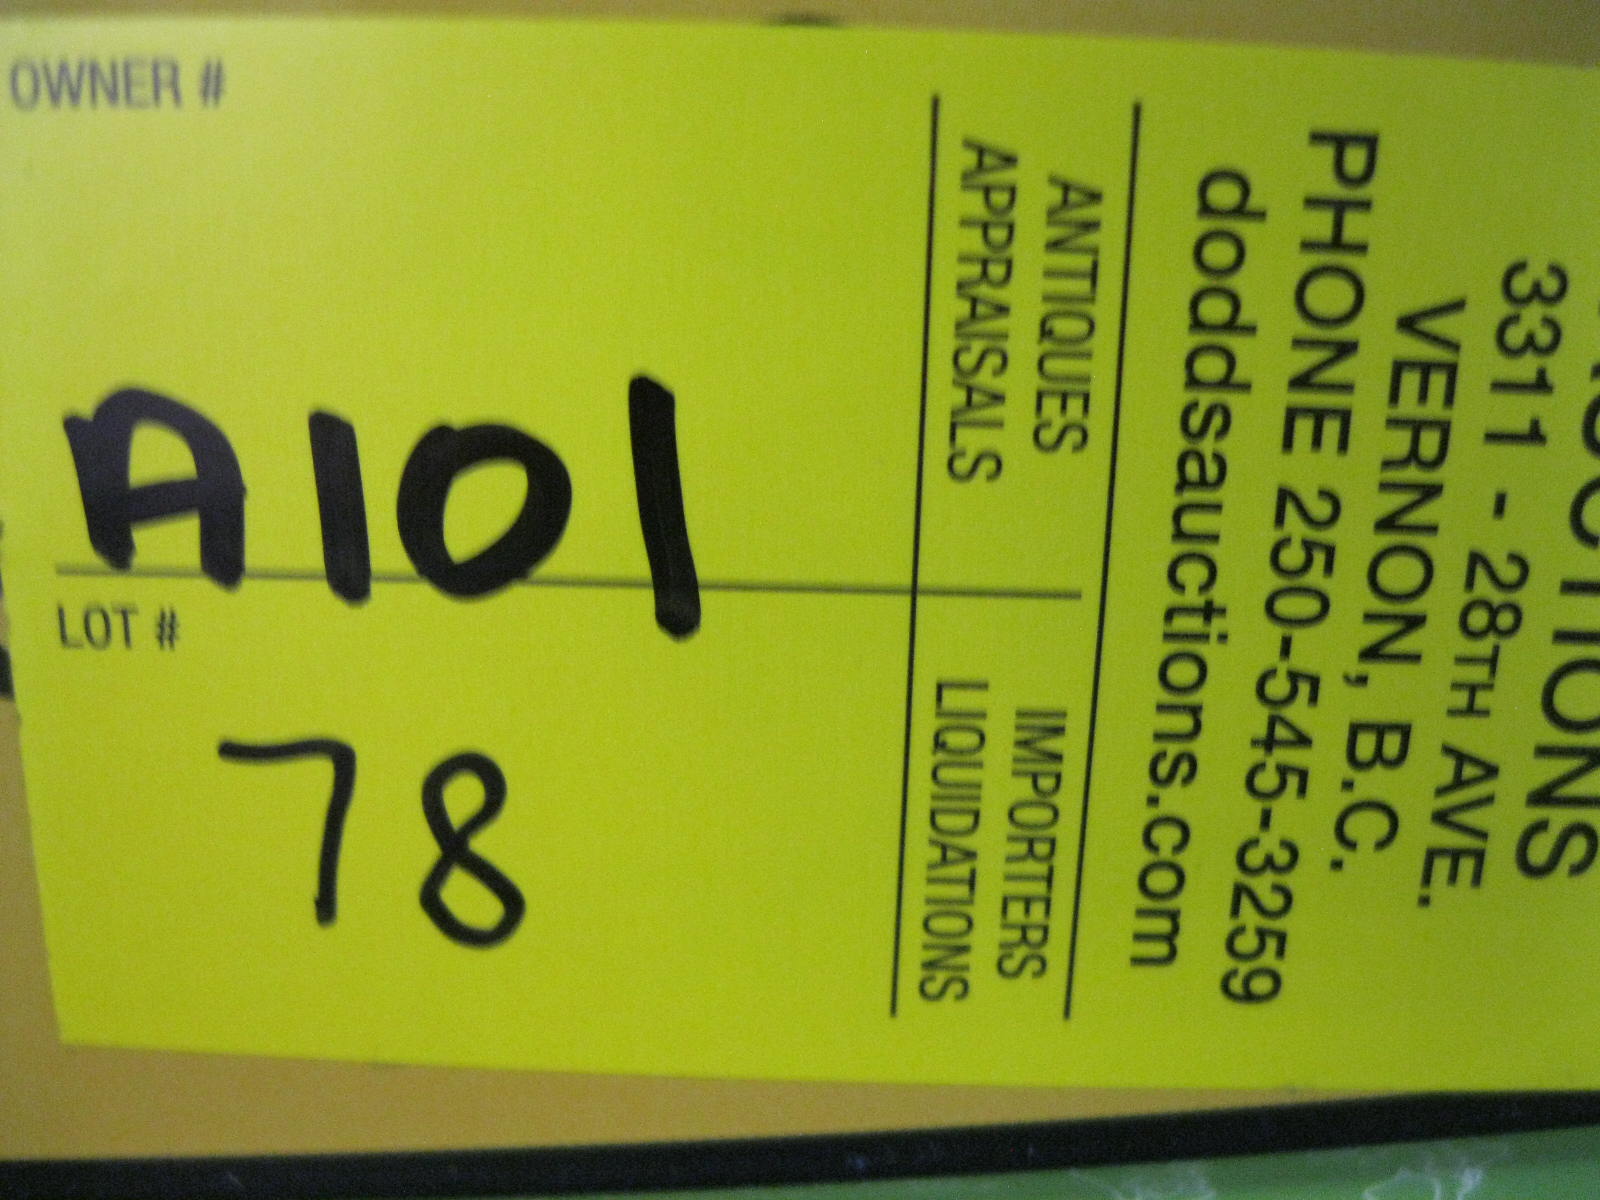 OWNER #
A101
LOT #
78
3311 - 28TH AVE.
VERNON, B.C.
PHONE 250-545-3259
doddsauctions.com
ANTIQUES IMPORTERS
APPRAISALS LIQUIDATIONS